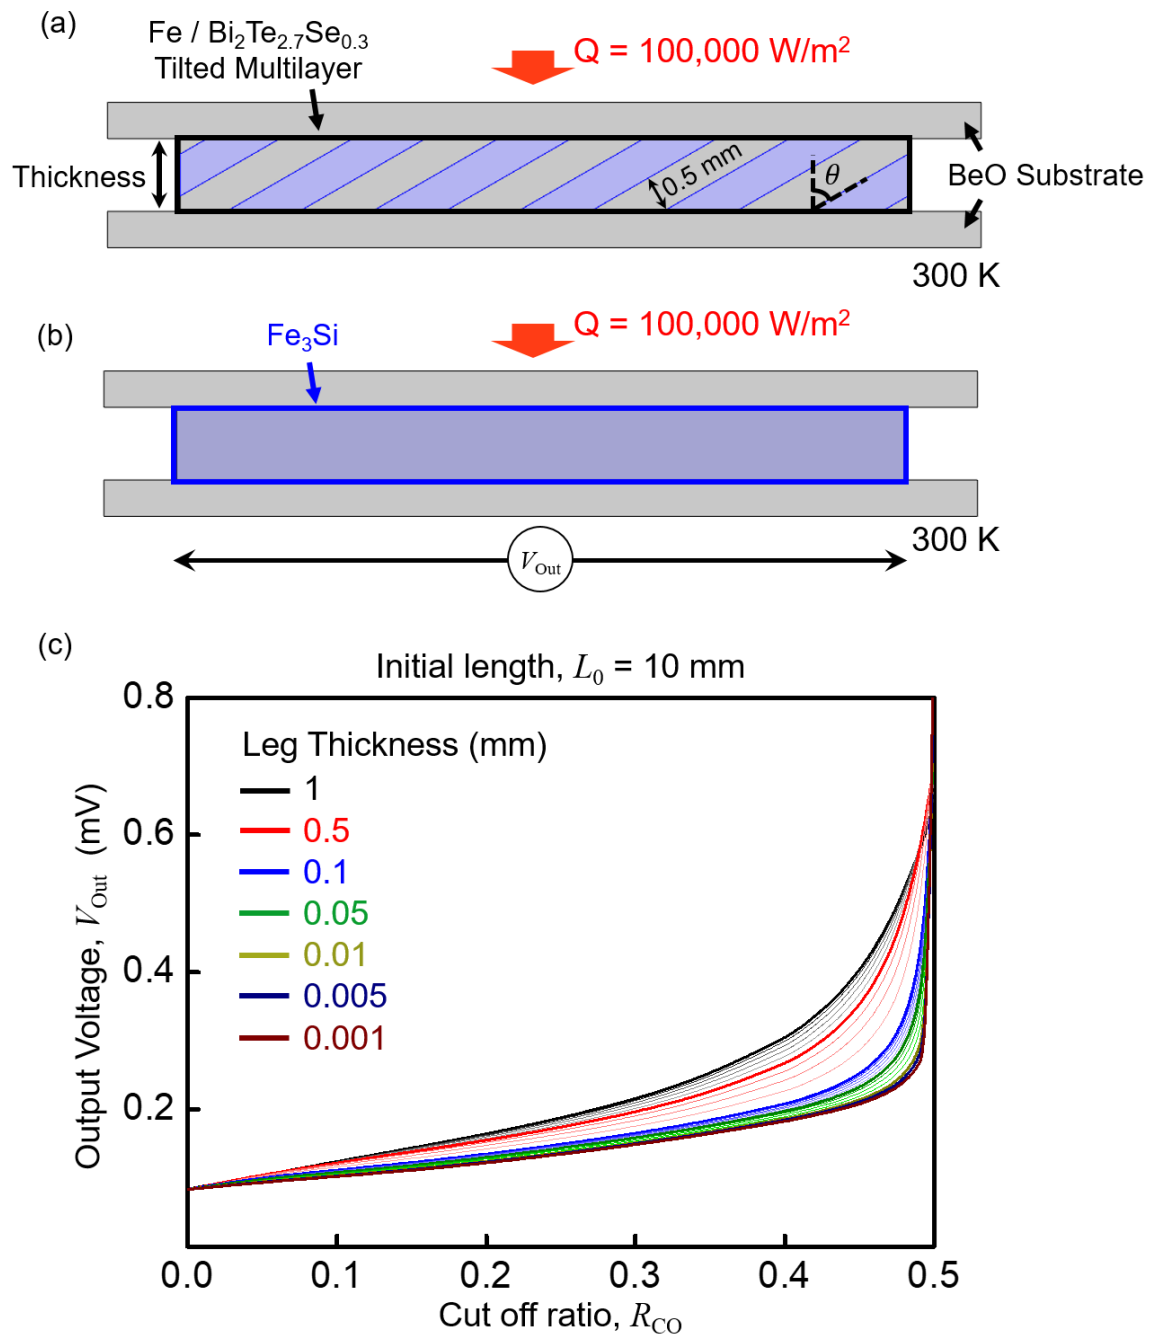 (a)
Fe / Bi₂Te₂.₇Se₀.₃
Tilted Multilayer
Q = 100,000 W/m²
Thickness
0.5 mm
θ
BeO Substrate
300 K
(b)
Fe₃Si
Q = 100,000 W/m²
300 K
V_Out
(c)
Initial length, L₀ = 10 mm
Output Voltage, V_Out (mV)
0.8
0.6
0.4
0.2
Leg Thickness (mm)
1
0.5
0.1
0.05
0.01
0.005
0.001
0.0 0.1 0.2 0.3 0.4 0.5
Cut off ratio, R_CO